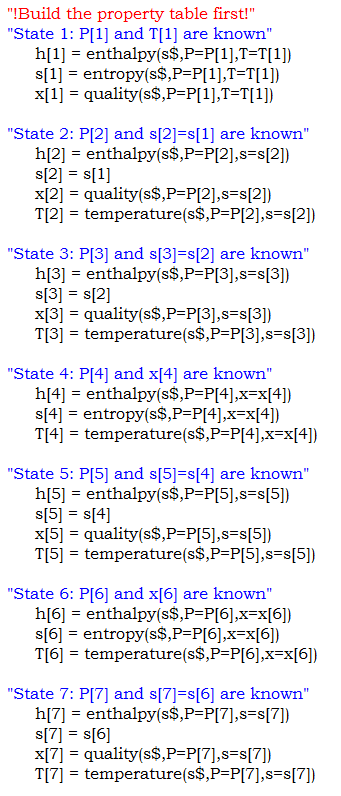 "!Build the property table first!"
"State 1: P[1] and T[1] are known"
h[1] = enthalpy(s$,P=P[1],T=T[1])
s[1] = entropy(s$,P=P[1],T=T[1])
x[1] = quality(s$,P=P[1],T=T[1])
"State 2: P[2] and s[2]=s[1] are known"
h[2] = enthalpy(s$,P=P[2],s=s[2])
s[2] = s[1]
x[2] = quality(s$,P=P[2],s=s[2])
T[2] = temperature(s$,P=P[2],s=s[2])
"State 3: P[3] and s[3]=s[2] are known"
h[3] = enthalpy(s$,P=P[3],s=s[3])
s[3] = s[2]
x[3] = quality(s$,P=P[3],s=s[3])
T[3] = temperature(s$,P=P[3],s=s[3])
"State 4: P[4] and x[4] are known"
h[4] = enthalpy(s$,P=P[4],x=x[4])
s[4] = entropy(s$,P=P[4],x=x[4])
T[4] = temperature(s$,P=P[4],x=x[4])
"State 5: P[5] and s[5]=s[4] are known"
h[5] = enthalpy(s$,P=P[5],s=s[5])
s[5] = s[4]
x[5] = quality(s$,P=P[5],s=s[5])
T[5] = temperature(s$,P=P[5],s=s[5])
"State 6: P[6] and x[6] are known"
h[6] = enthalpy(s$,P=P[6],x=x[6])
s[6] = entropy(s$,P=P[6],x=x[6])
T[6] = temperature(s$,P=P[6],x=x[6])
"State 7: P[7] and s[7]=s[6] are known"
h[7] = enthalpy(s$,P=P[7],s=s[7])
s[7] = s[6]
x[7] = quality(s$,P=P[7],s=s[7])
T[7] = temperature(s$,P=P[7],s=s[7])